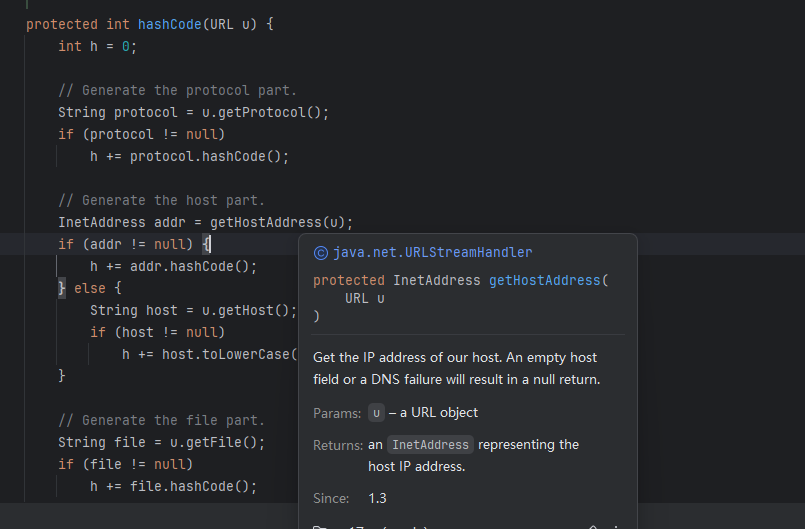 protected int hashCode(URL u) {
int h = 0;
// Generate the protocol part.
String protocol = u.getProtocol();
if (protocol != null)
h += protocol.hashCode();
// Generate the host part.
InetAddress addr = getHostAddress(u);
if (addr != null) {
h += addr.hashCode();
} else {
String host = u.getHost();
if (host != null)
h += host.toLowerCase(
}
// Generate the file part.
String file = u.getFile();
if (file != null)
h += file.hashCode();
java.net.URLStreamHandler
protected InetAddress getHostAddress(
URL u
)
Get the IP address of our host. An empty host
field or a DNS failure will result in a null return.
Params: u – a URL object
Returns: an InetAddress representing the
host IP address.
Since: 1.3